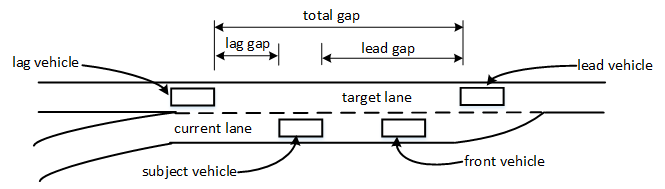 total gap
lag gap
lead gap
lag vehicle
lead vehicle
target lane
current lane
subject vehicle
front vehicle